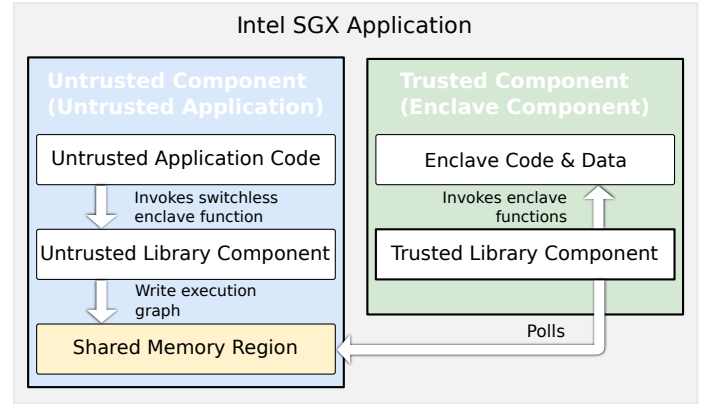 Intel SGX Application
Untrusted Component
(Untrusted Application)
Untrusted Application Code
Invokes switchless
enclave function
Untrusted Library Component
Write execution
graph
Shared Memory Region
Trusted Component
(Enclave Component)
Enclave Code & Data
Invokes enclave
functions
Trusted Library Component
Polls